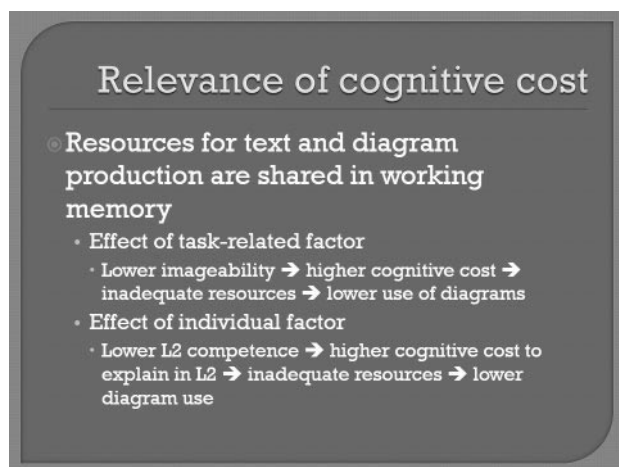 Relevance of cognitive cost
Resources for text and diagram
production are shared in working
memory
• Effect of task-related factor
• Lower imageability → higher cognitive cost →
inadequate resources → lower use of diagrams
• Effect of individual factor
• Lower L2 competence → higher cognitive cost to
explain in L2 → inadequate resources → lower
diagram use